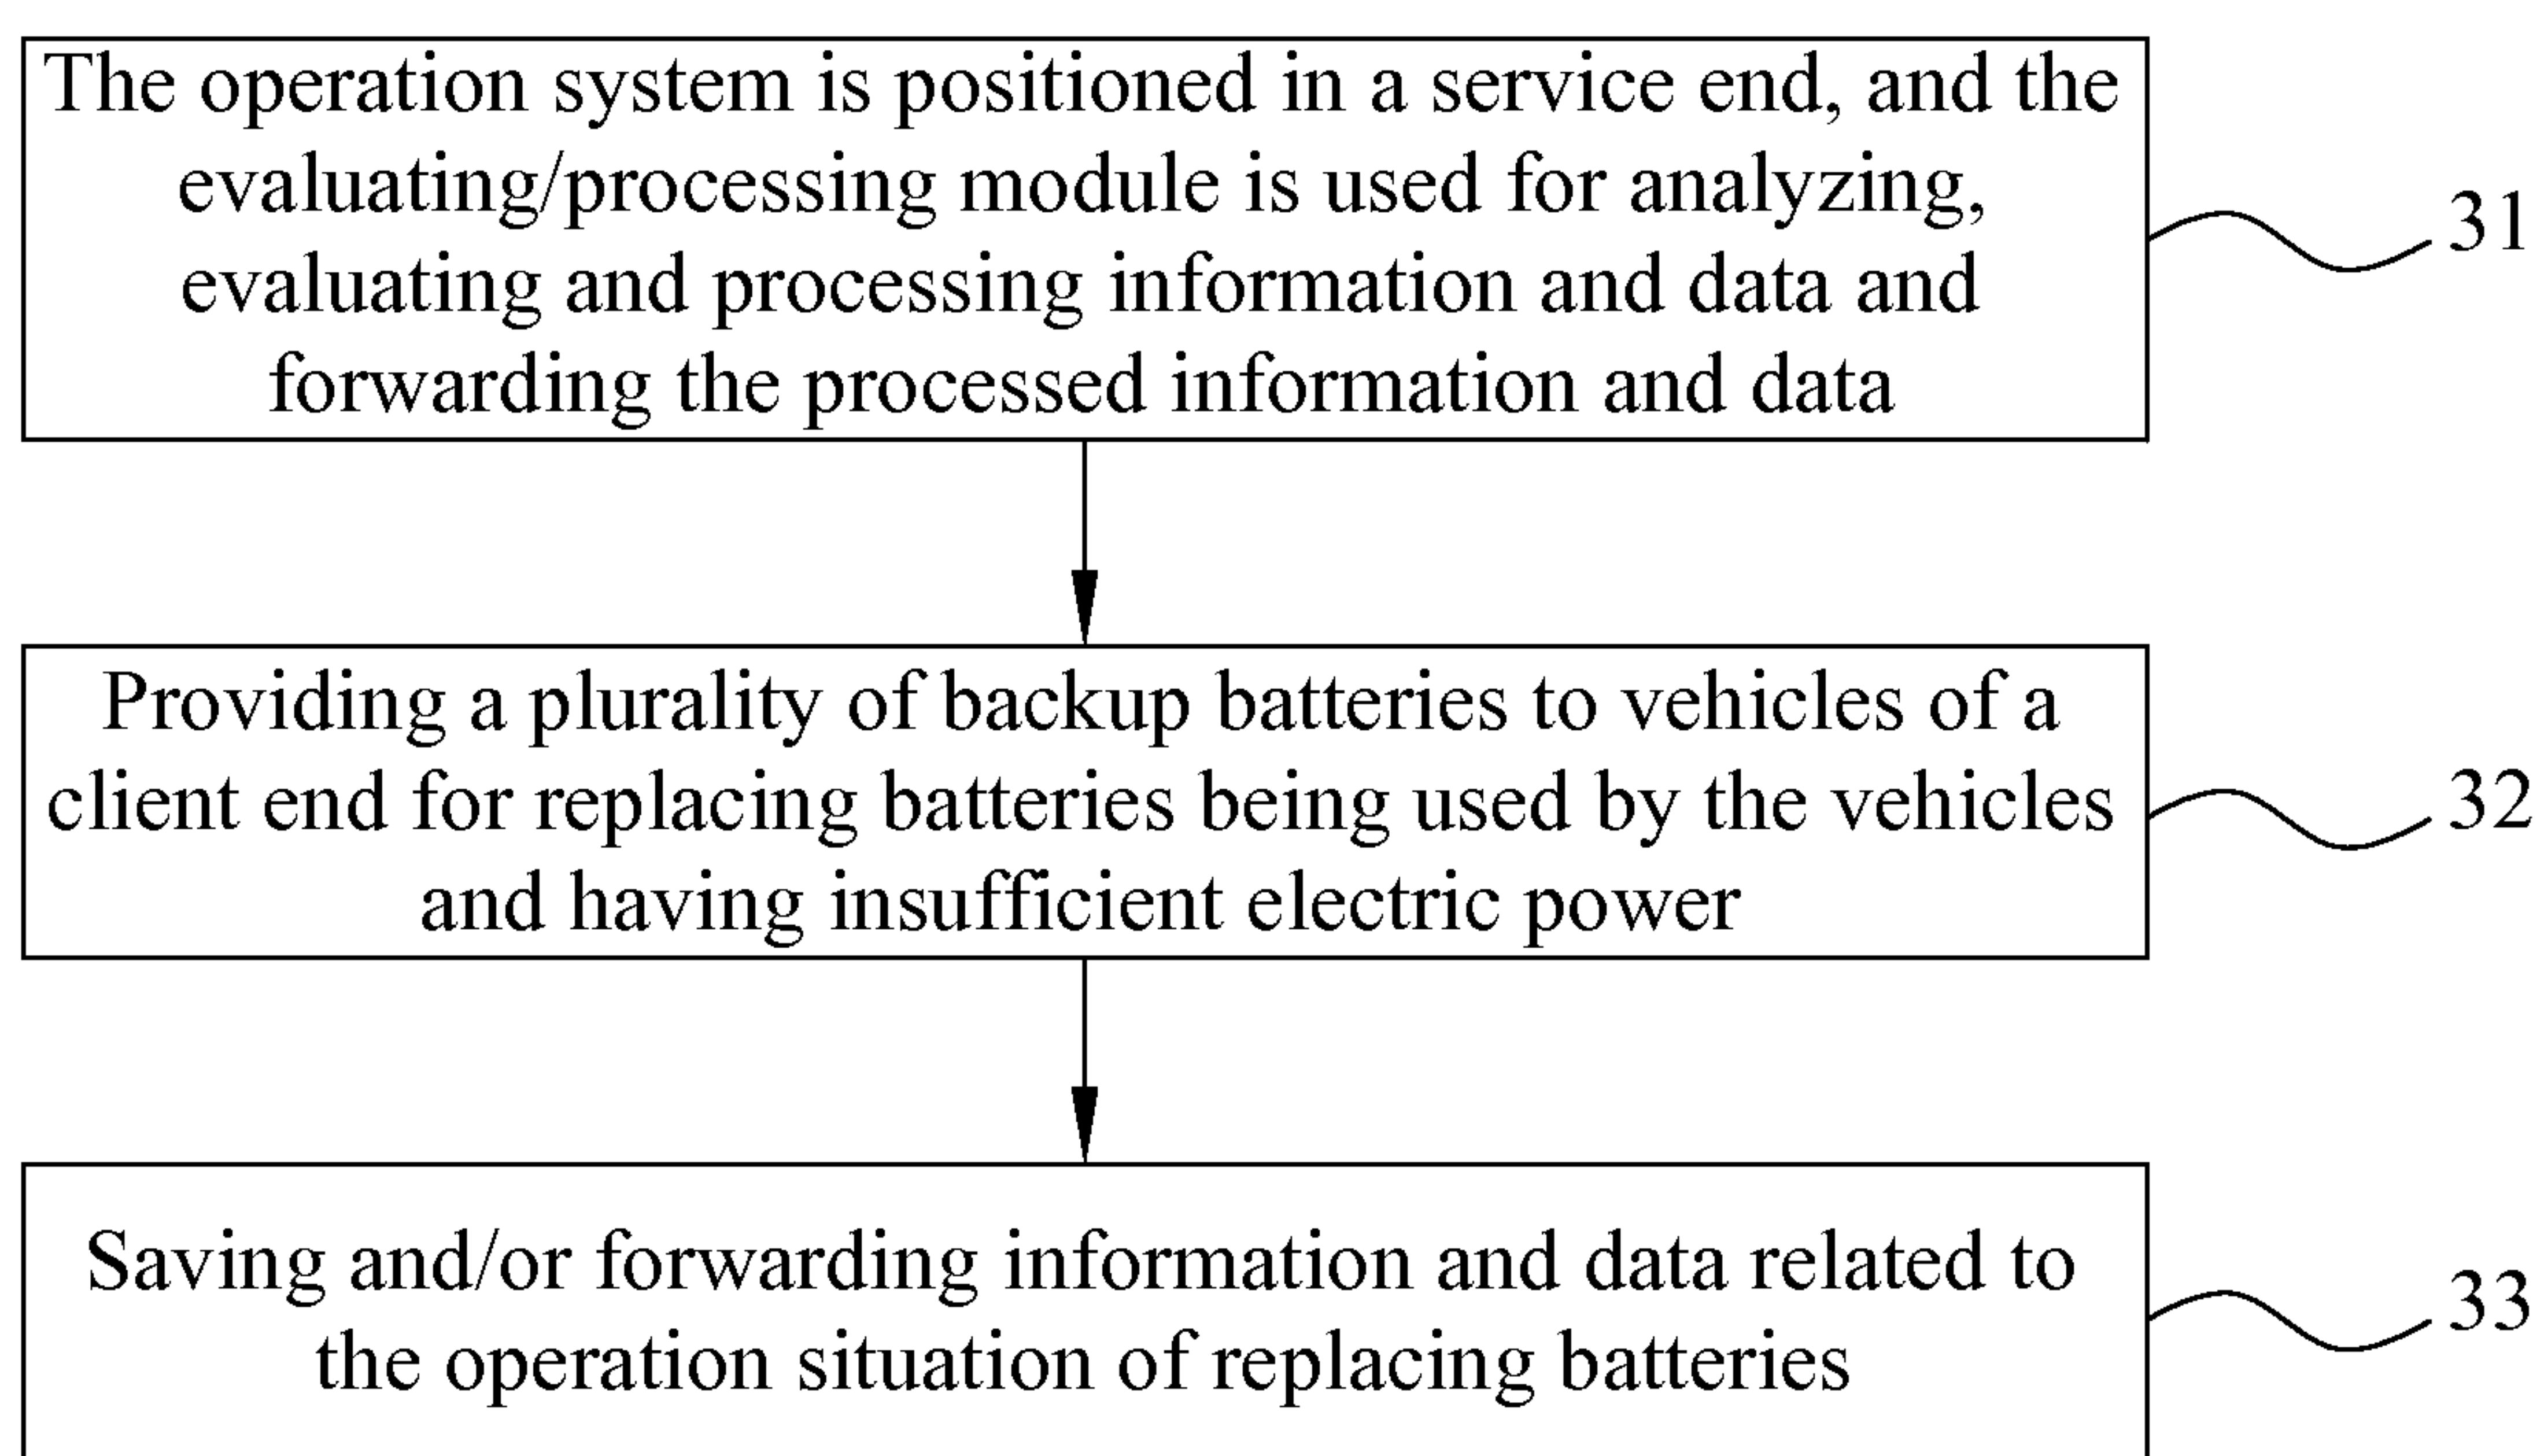 The operation system is positioned in a service end, and the
evaluating/processing module is used for analyzing,
evaluating and processing information and data and
forwarding the processed information and data
31
Providing a plurality of backup batteries to vehicles of a
client end for replacing batteries being used by the vehicles
and having insufficient electric power
32
Saving and/or forwarding information and data related to
the operation situation of replacing batteries
33